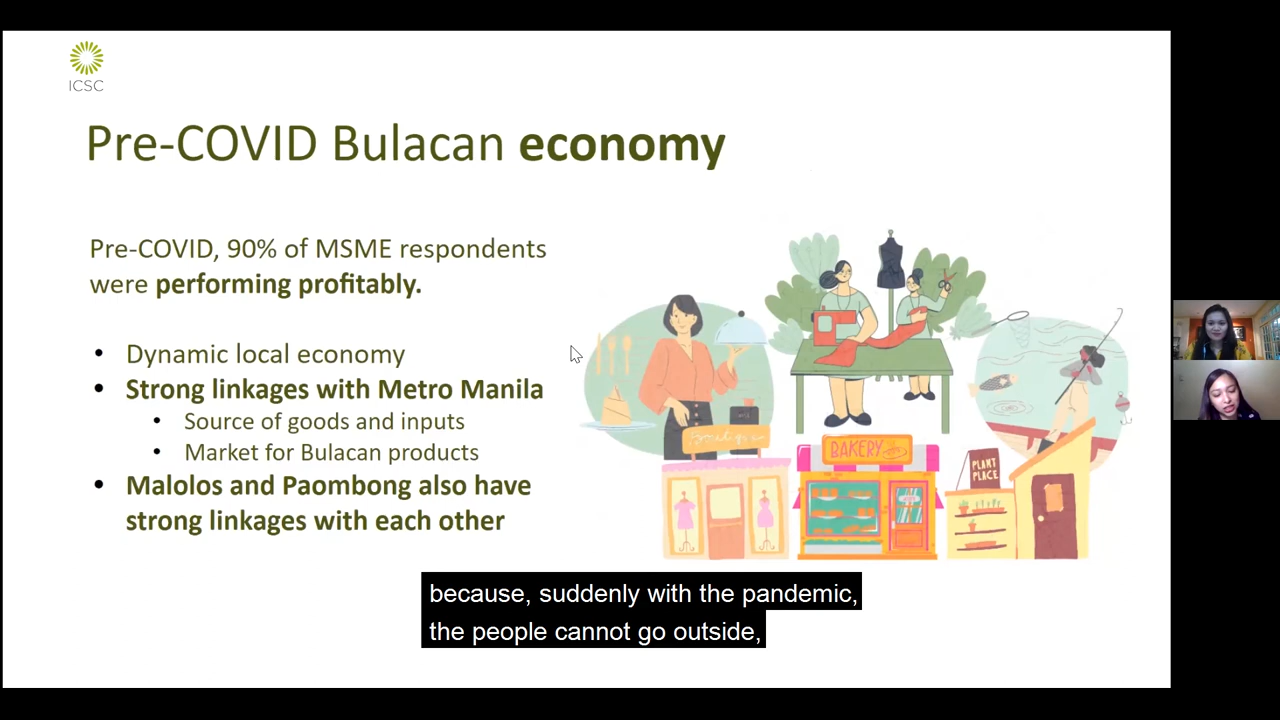 ICSC
Pre-COVID Bulacan economy
Pre-COVID, 90% of MSME respondents
were performing profitably.
• Dynamic local economy
• Strong linkages with Metro Manila
• Source of goods and inputs
• Market for Bulacan products
• Malolos and Paombong also have
strong linkages with each other
Boutique
BAKERY
PLANT
PLACE
because, suddenly with the pandemic,
the people cannot go outside,